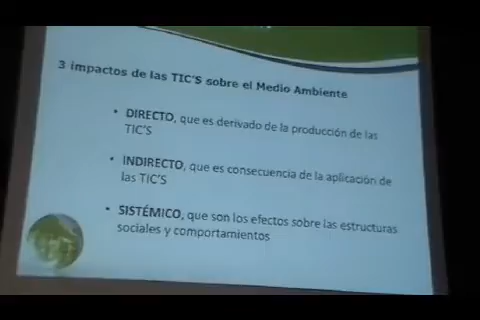 3 impactos de las TIC'S sobre el Medio Ambiente
• DIRECTO, que es derivado de la producción de las
TIC'S
• INDIRECTO, que es consecuencia de la aplicación de
las TIC'S
• SISTÉMICO, que son los efectos sobre las estructuras
sociales y comportamientos